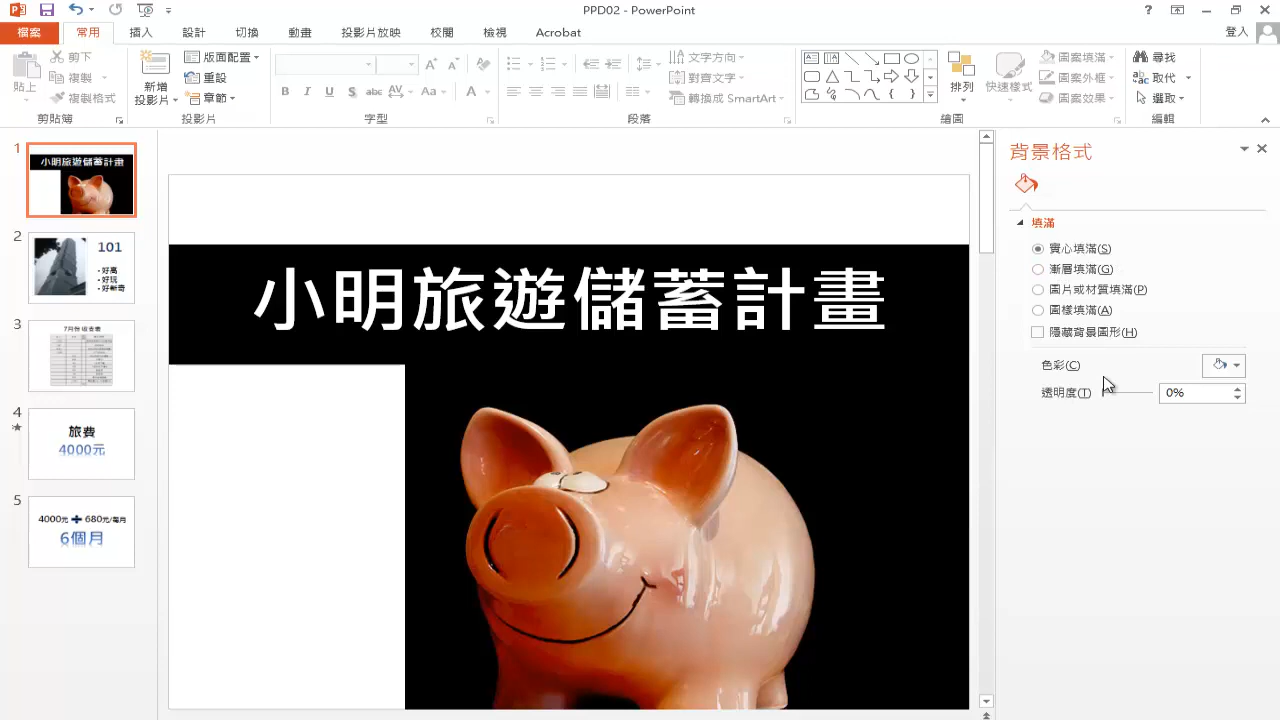 PPD02 - PowerPoint
檔案 常用 插入 設計 切換 動畫 投影片放映 校閱 檢視 Acrobat 登入
貼上 剪下 複製 複製格式 剪貼簿
新增投影片 版面配置 重設 章節 投影片
B I U S abc AV Aa A 字型
文字方向 對齊文字 轉換成 SmartArt 段落
排列 快速樣式 圖案填滿 圖案外框 圖案效果 繪圖
尋找 取代 選取 編輯
1
小明旅遊儲蓄計畫
2
101
• 好高
• 好玩
• 好新奇
3
4
旅費
4000元
5
4000元 680元/每月
6個月
小明旅遊儲蓄計畫
背景格式
填滿
實心填滿(S)
漸層填滿(G)
圖片或材質填滿(P)
圖樣填滿(A)
隱藏背景圖形(H)
色彩(C)
透明度(T) 0%